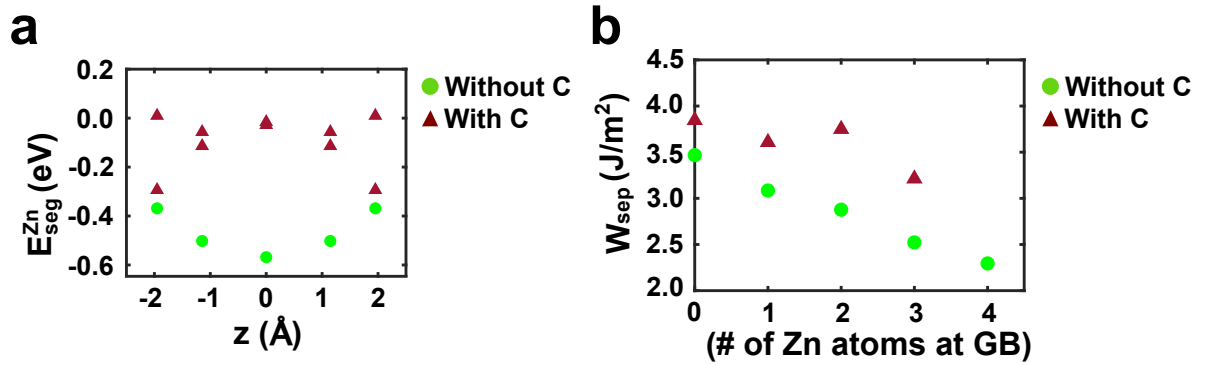 a
E^Zn_seg (eV)
0.2
0.0
-0.2
-0.4
-0.6
-2 -1 0 1 2
z (Å)
Without C
With C
b
W_sep (J/m²)
4.5
4.0
3.5
3.0
2.5
2.0
0 1 2 3 4
(# of Zn atoms at GB)
Without C
With C